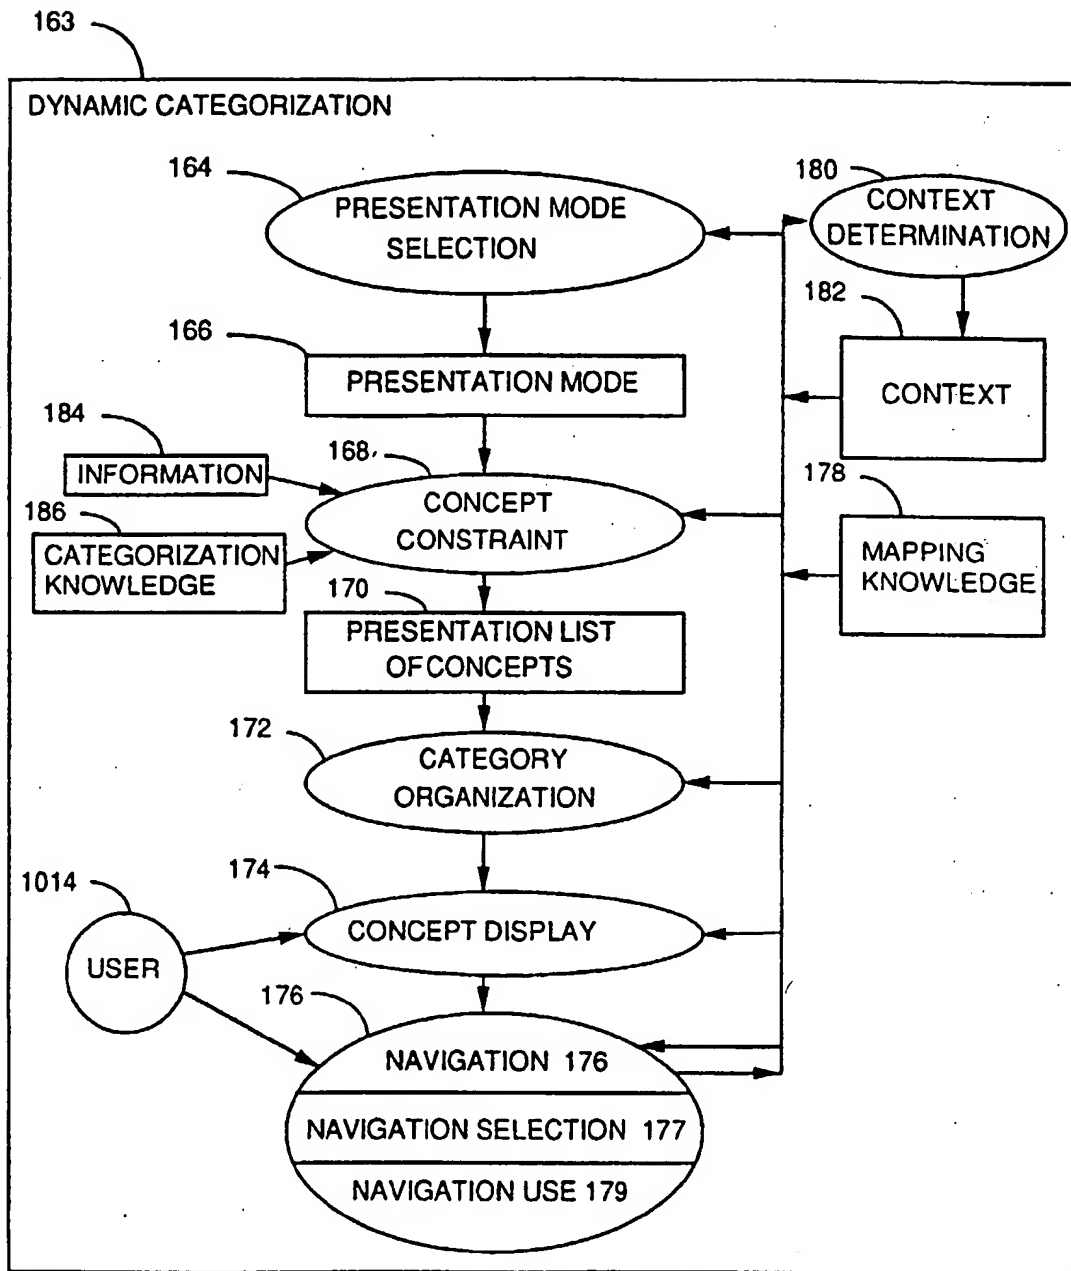 163
DYNAMIC CATEGORIZATION
164
PRESENTATION MODE
SELECTION
180
CONTEXT
DETERMINATION
166
PRESENTATION MODE
182
CONTEXT
184
INFORMATION
168
CONCEPT
CONSTRAINT
178
MAPPING
KNOWLEDGE
186
CATEGORIZATION
KNOWLEDGE
170
PRESENTATION LIST
OF CONCEPTS
172
CATEGORY
ORGANIZATION
1014
USER
174
CONCEPT DISPLAY
176
NAVIGATION 176
NAVIGATION SELECTION 177
NAVIGATION USE 179